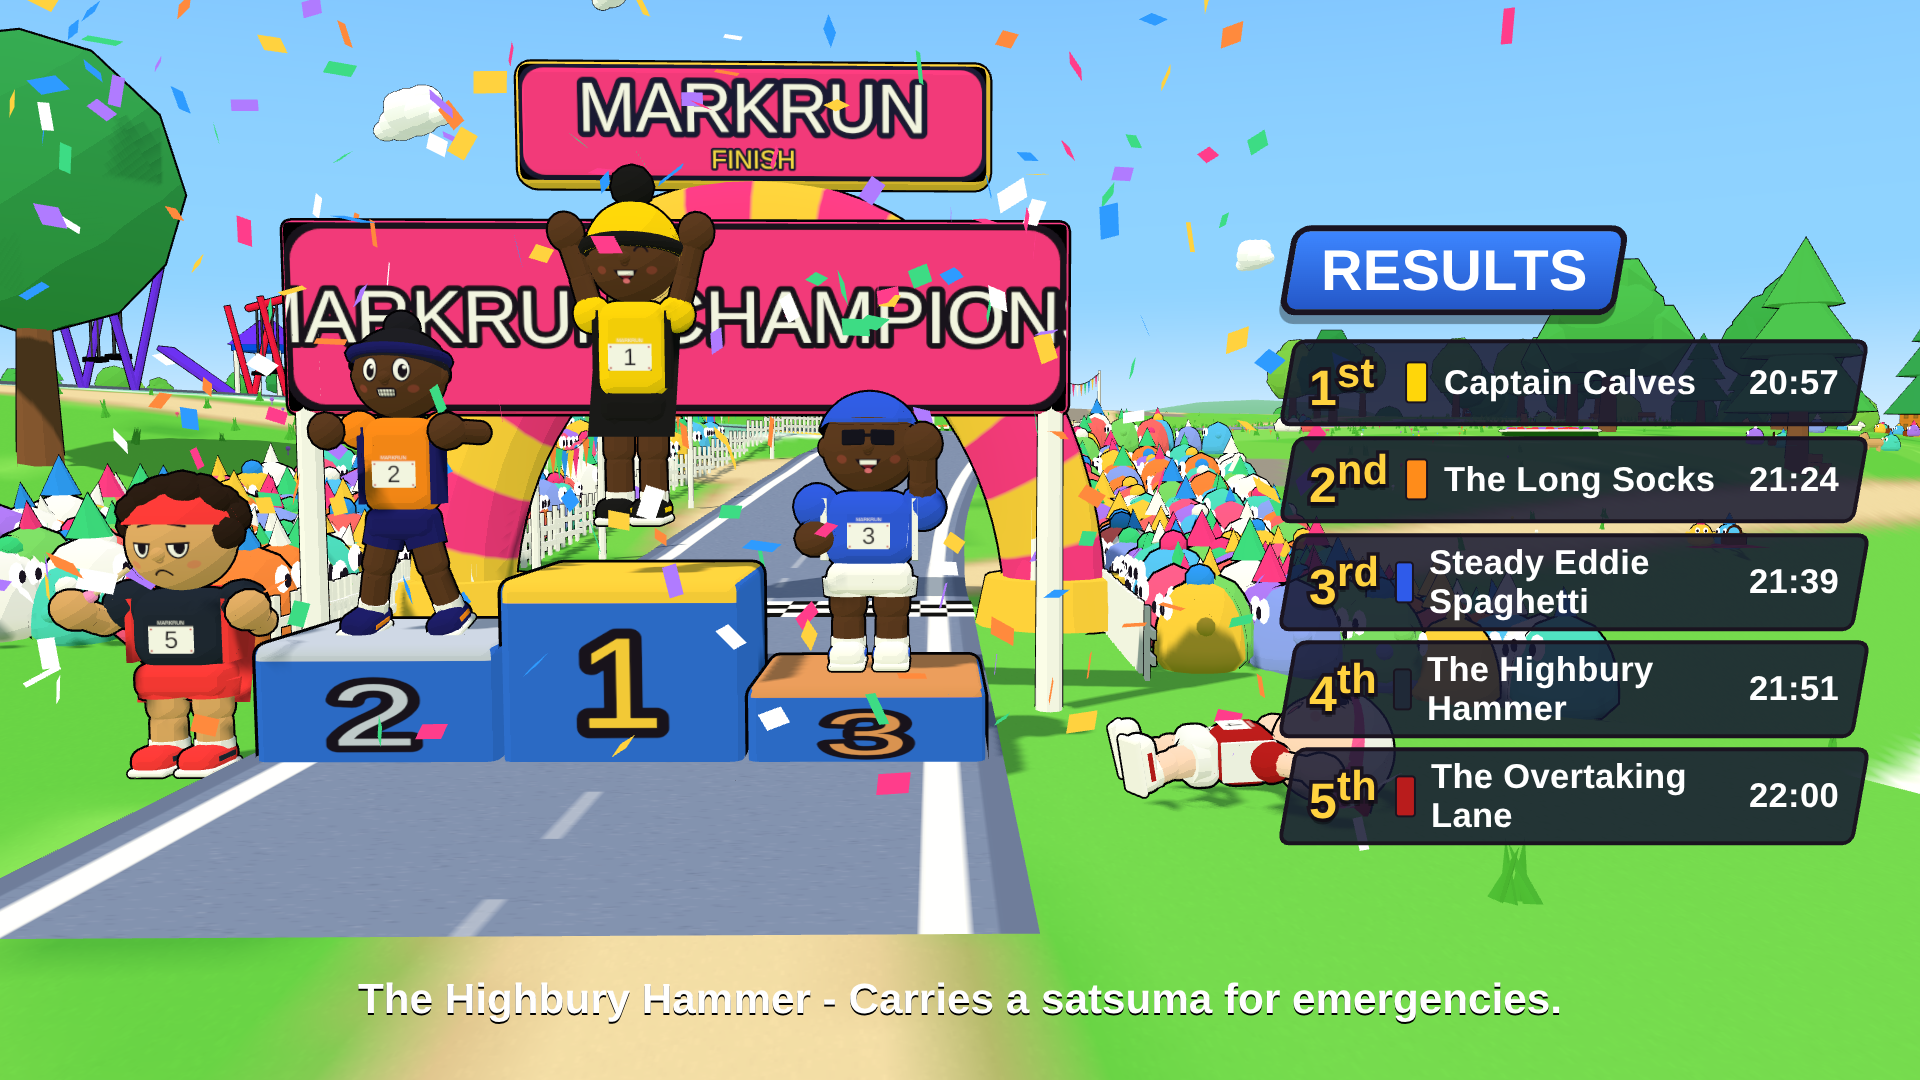 MARKRUN
FINISH
MARKRUN CHAMPION
1
2
3
5
2
1
3
RESULTS
1st Captain Calves 20:57
2nd The Long Socks 21:24
3rd Steady Eddie Spaghetti 21:39
4th The Highbury Hammer 21:51
5th The Overtaking Lane 22:00
The Highbury Hammer - Carries a satsuma for emergencies.